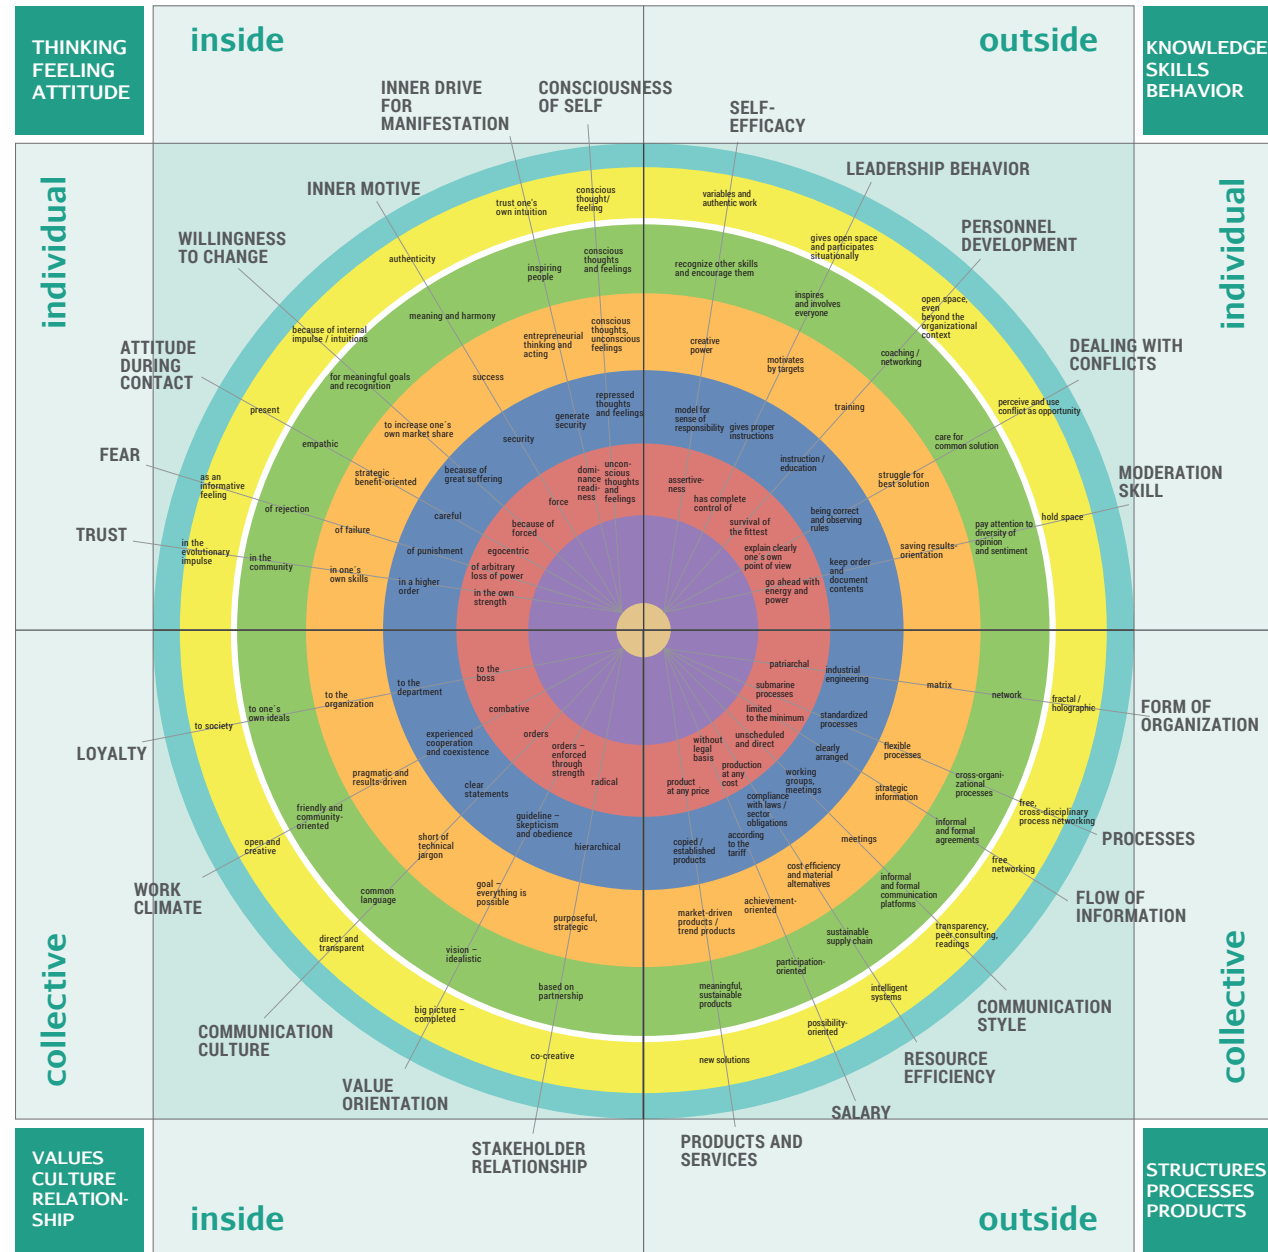 THINKING
FEELING
ATTITUDE
inside
outside
KNOWLEDGE
SKILLS
BEHAVIOR
individual
individual
collective
collective
INNER DRIVE
FOR
MANIFESTATION
CONSCIOUSNESS
OF SELF
SELF-
EFFICACY
LEADERSHIP BEHAVIOR
INNER MOTIVE
PERSONNEL
DEVELOPMENT
WILLINGNESS
TO CHANGE
DEALING WITH
CONFLICTS
ATTITUDE
DURING
CONTACT
MODERATION
SKILL
FEAR
TRUST
conscious
thought/
feeling
conscious
thoughts
and feelings
conscious
thoughts,
unconscious
feelings
repressed
thoughts
and feelings
uncon-
scious
thoughts
and
feelings
trust one´s
own intuition
inspiring
people
entrepreneurial
thinking and
acting
generate
security
domi-
nance
readi-
ness
authenticity
meaning and harmony
success
security
force
because of internal
impulse / intuitions
for meaningful goals
and recognition
to increase one´s
own market share
because of
great suffering
because of
forced
present
empathic
strategic
benefit-oriented
careful
egocentric
as an
informative
feeling
of rejection
of failure
of punishment
of arbitrary
loss of power
in the
evolutionary
impulse
in the
community
in one´s
own skills
in a higher
order
in the own
strength
variables and
authentic work
recognize other skills
and encourage them
creative
power
model for
sense of
responsibility
assertive-
ness
gives open space
and participates
situationally
inspires
and involves
everyone
motivates
by targets
gives proper
instructions
has complete
control of
open space,
even
beyond the
organizational
context
coaching /
networking
training
instruction /
education
survival of
the fittest
perceive and use
conflict as opportunity
care for
common solution
struggle for
best solution
being correct
and observing
rules
explain clearly
one´s own
point of view
hold space
pay attention to
diversity of
opinion
and sentiment
saving results-
orientation
keep order
and
document
contents
go ahead with
energy and
power
to the
boss
to the
department
to the
organization
to one´s
own ideals
to society
LOYALTY
combative
experienced
cooperation
and coexistence
pragmatic and
results-driven
friendly and
community-
oriented
open and
creative
WORK
CLIMATE
orders
clear
statements
short of
technical
jargon
common
language
direct and
transparent
COMMUNICATION
CULTURE
orders –
enforced
through
strength
guideline –
skepticism
and obedience
goal –
everything is
possible
vision –
idealistic
big picture –
completed
VALUE
ORIENTATION
radical
hierarchical
purposeful,
strategic
based on
partnership
co-creative
STAKEHOLDER
RELATIONSHIP
patriarchal
industrial
engineering
matrix
network
fractal /
holographic
FORM OF
ORGANIZATION
submarine
processes
standardized
processes
flexible
processes
cross-organi-
zational
processes
free,
cross-disciplinary
process networking
PROCESSES
limited
to the minimum
clearly
arranged
strategic
information
informal
and formal
agreements
free
networking
FLOW OF
INFORMATION
unscheduled
and direct
working
groups,
meetings
meetings
informal
and formal
communication
platforms
transparency,
peer consulting,
readings
COMMUNICATION
STYLE
production
at any
cost
compliance
with laws /
sector
obligations
cost efficiency
and material
alternatives
sustainable
supply chain
intelligent
systems
RESOURCE
EFFICIENCY
without
legal
basis
according
to the
tariff
achievement-
oriented
participation-
oriented
possibility-
oriented
SALARY
product
at any price
copied /
established
products
market-driven
products /
trend products
meaningful,
sustainable
products
new solutions
PRODUCTS AND
SERVICES
VALUES
CULTURE
RELATION-
SHIP
inside
outside
STRUCTURES
PROCESSES
PRODUCTS